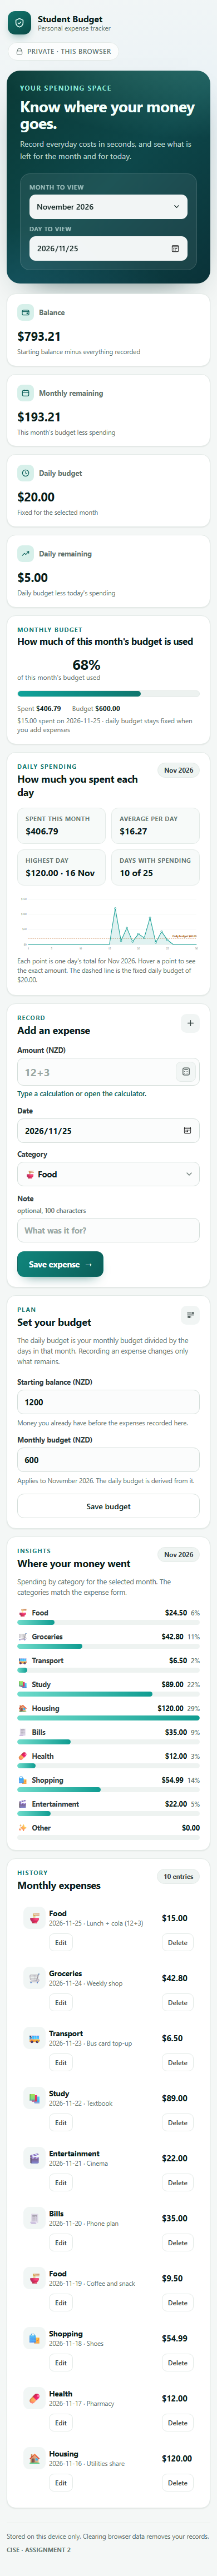 Student Budget
Personal expense tracker
PRIVATE · THIS BROWSER
YOUR SPENDING SPACE
Know where your money
goes.
Record everyday costs in seconds, and see what is
left for the month and for today.
MONTH TO VIEW
November 2026
DAY TO VIEW
2026/11/25
Balance
$793.21
Starting balance minus everything recorded
Monthly remaining
$193.21
This month's budget less spending
Daily budget
$20.00
Fixed for the selected month
Daily remaining
$5.00
Daily budget less today's spending
MONTHLY BUDGET
How much of this month's budget is used
68%
of this month's budget used
Spent $406.79 Budget $600.00
$15.00 spent on 2026-11-25 · daily budget stays fixed when
you add expenses
DAILY SPENDING
Nov 2026
How much you spent each
day
SPENT THIS MONTH
$406.79
AVERAGE PER DAY
$16.27
HIGHEST DAY
$120.00 · 16 Nov
DAYS WITH SPENDING
10 of 25
Each point is one day's total for Nov 2026. Hover a point to see
the exact amount. The dashed line is the fixed daily budget of
$20.00.
RECORD
Add an expense
Amount (NZD)
12+3
Type a calculation or open the calculator.
Date
2026/11/25
Category
Food
Note
optional, 100 characters
What was it for?
Save expense →
PLAN
Set your budget
The daily budget is your monthly budget divided by the
days in that month. Recording an expense changes only
what remains.
Starting balance (NZD)
1200
Money you already have before the expenses recorded here.
Monthly budget (NZD)
600
Applies to November 2026. The daily budget is derived from it.
Save budget
INSIGHTS
Nov 2026
Where your money went
Spending by category for the selected month. The
categories match the expense form.
Food $24.50 6%
Groceries $42.80 11%
Transport $6.50 2%
Study $89.00 22%
Housing $120.00 29%
Bills $35.00 9%
Health $12.00 3%
Shopping $54.99 14%
Entertainment $22.00 5%
Other $0.00
HISTORY
10 entries
Monthly expenses
Food
2026-11-25 · Lunch + cola (12+3)
$15.00
Edit Delete
Groceries
2026-11-24 · Weekly shop
$42.80
Edit Delete
Transport
2026-11-23 · Bus card top-up
$6.50
Edit Delete
Study
2026-11-22 · Textbook
$89.00
Edit Delete
Entertainment
2026-11-21 · Cinema
$22.00
Edit Delete
Bills
2026-11-20 · Phone plan
$35.00
Edit Delete
Food
2026-11-19 · Coffee and snack
$9.50
Edit Delete
Shopping
2026-11-18 · Shoes
$54.99
Edit Delete
Health
2026-11-17 · Pharmacy
$12.00
Edit Delete
Housing
2026-11-16 · Utilities share
$120.00
Edit Delete
Stored on this device only. Clearing browser data removes your records.
CISE · ASSIGNMENT 2